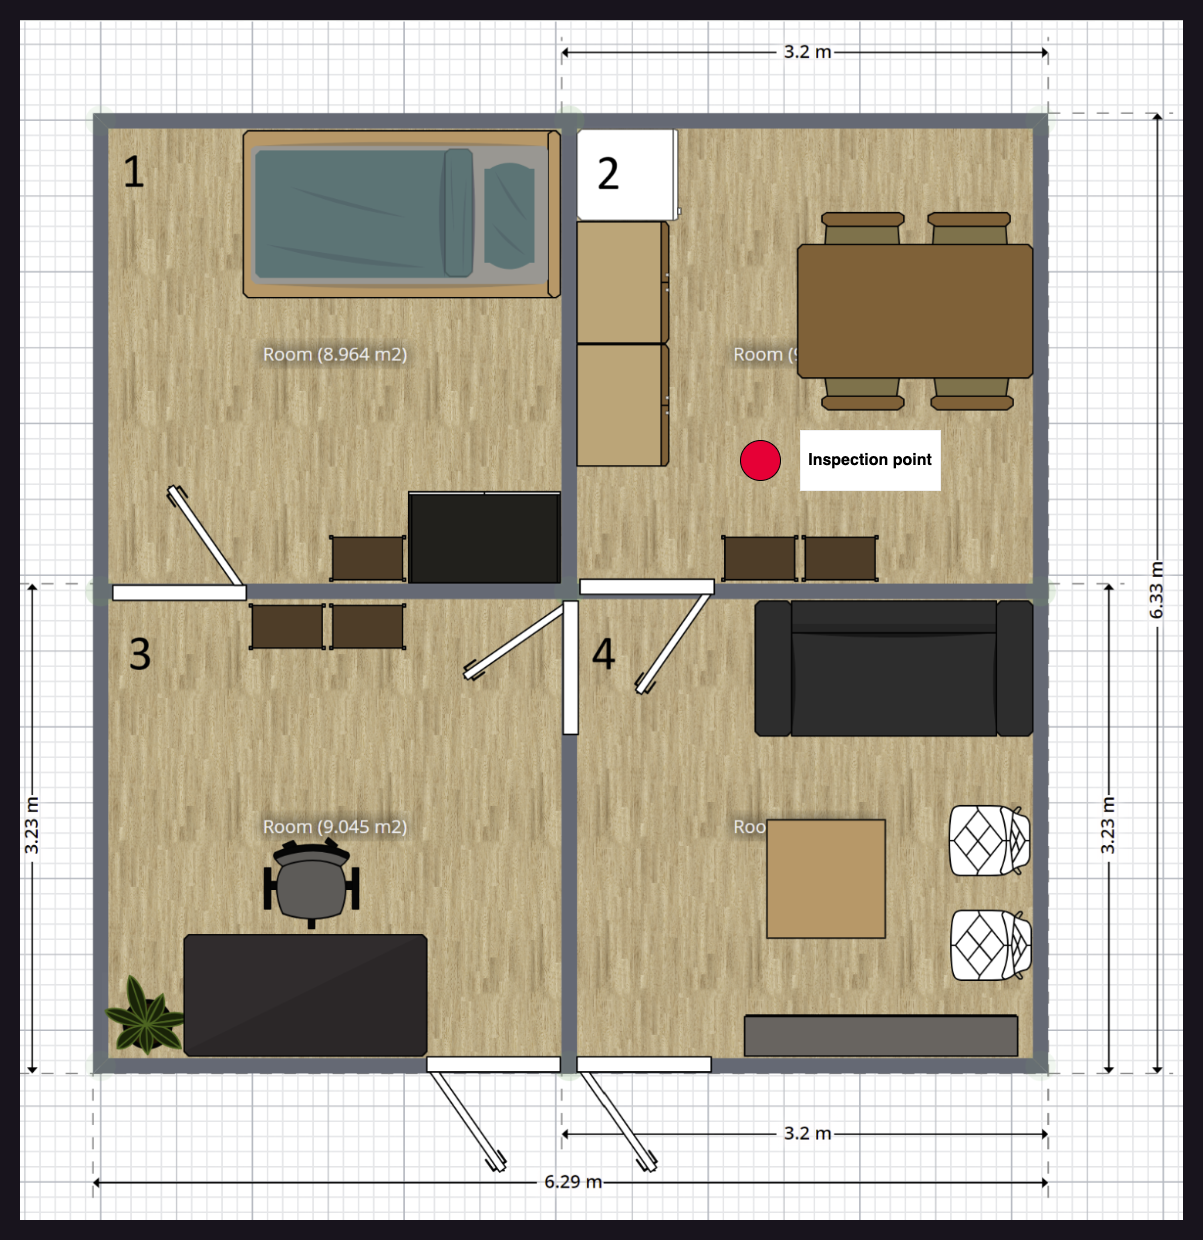 3.2 m
1
2
Room (8.964 m2)
Room (9
Inspection point
6.33 m
3
4
3.23 m
3.23 m
Room (9.045 m2)
Roo
3.2 m
6.29 m